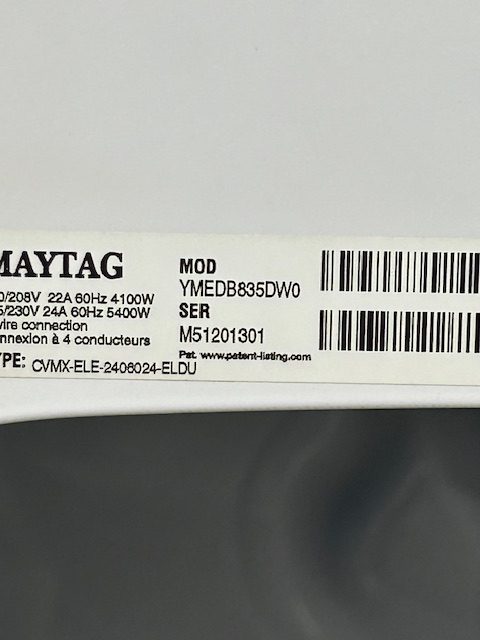 MAYTAG
0/208V 22A 60Hz 4100W
5/230V 24A 60Hz 5400W
wire connection
nnexion à 4 conducteurs
YPE: CVMX-ELE-2406024-ELDU
MOD
YMEDB835DW0
SER
M51201301
Pat. www.patent-listing.com